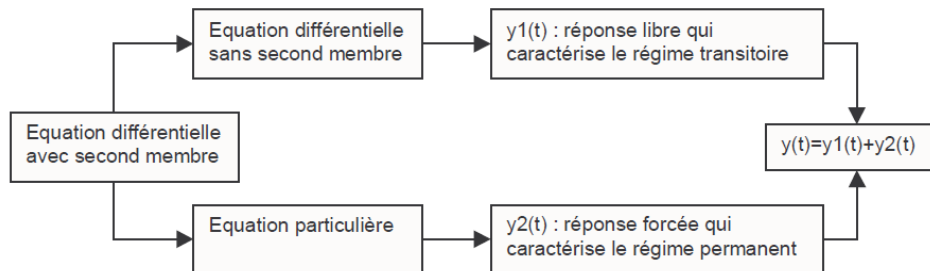 Equation différentielle
sans second membre
y1(t) : réponse libre qui
caractérise le régime transitoire
Equation différentielle
avec second membre
y(t)=y1(t)+y2(t)
Equation particulière
y2(t) : réponse forcée qui
caractérise le régime permanent